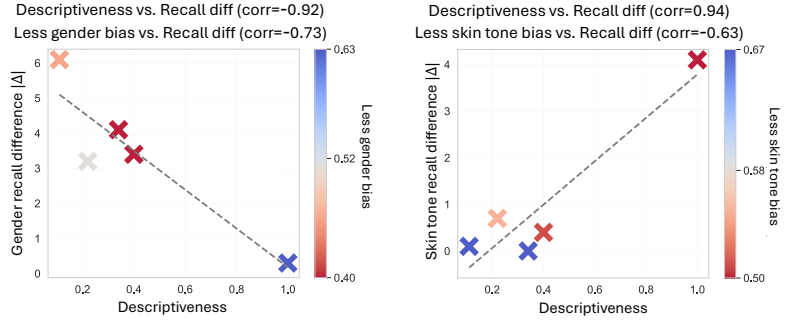 Descriptiveness vs. Recall diff (corr=-0.92)
Less gender bias vs. Recall diff (corr=-0.73)
Gender recall difference |Δ|
6
5
4
3
2
1
0
0.2
0.4
0.6
0.8
1.0
Descriptiveness
0.63
0.52
0.40
Less gender bias
Descriptiveness vs. Recall diff (corr=0.94)
Less skin tone bias vs. Recall diff (corr=-0.63)
Skin tone recall difference |Δ|
4
3
2
1
0
0.2
0.4
0.6
0.8
1.0
Descriptiveness
0.67
0.58
0.50
Less skin tone bias